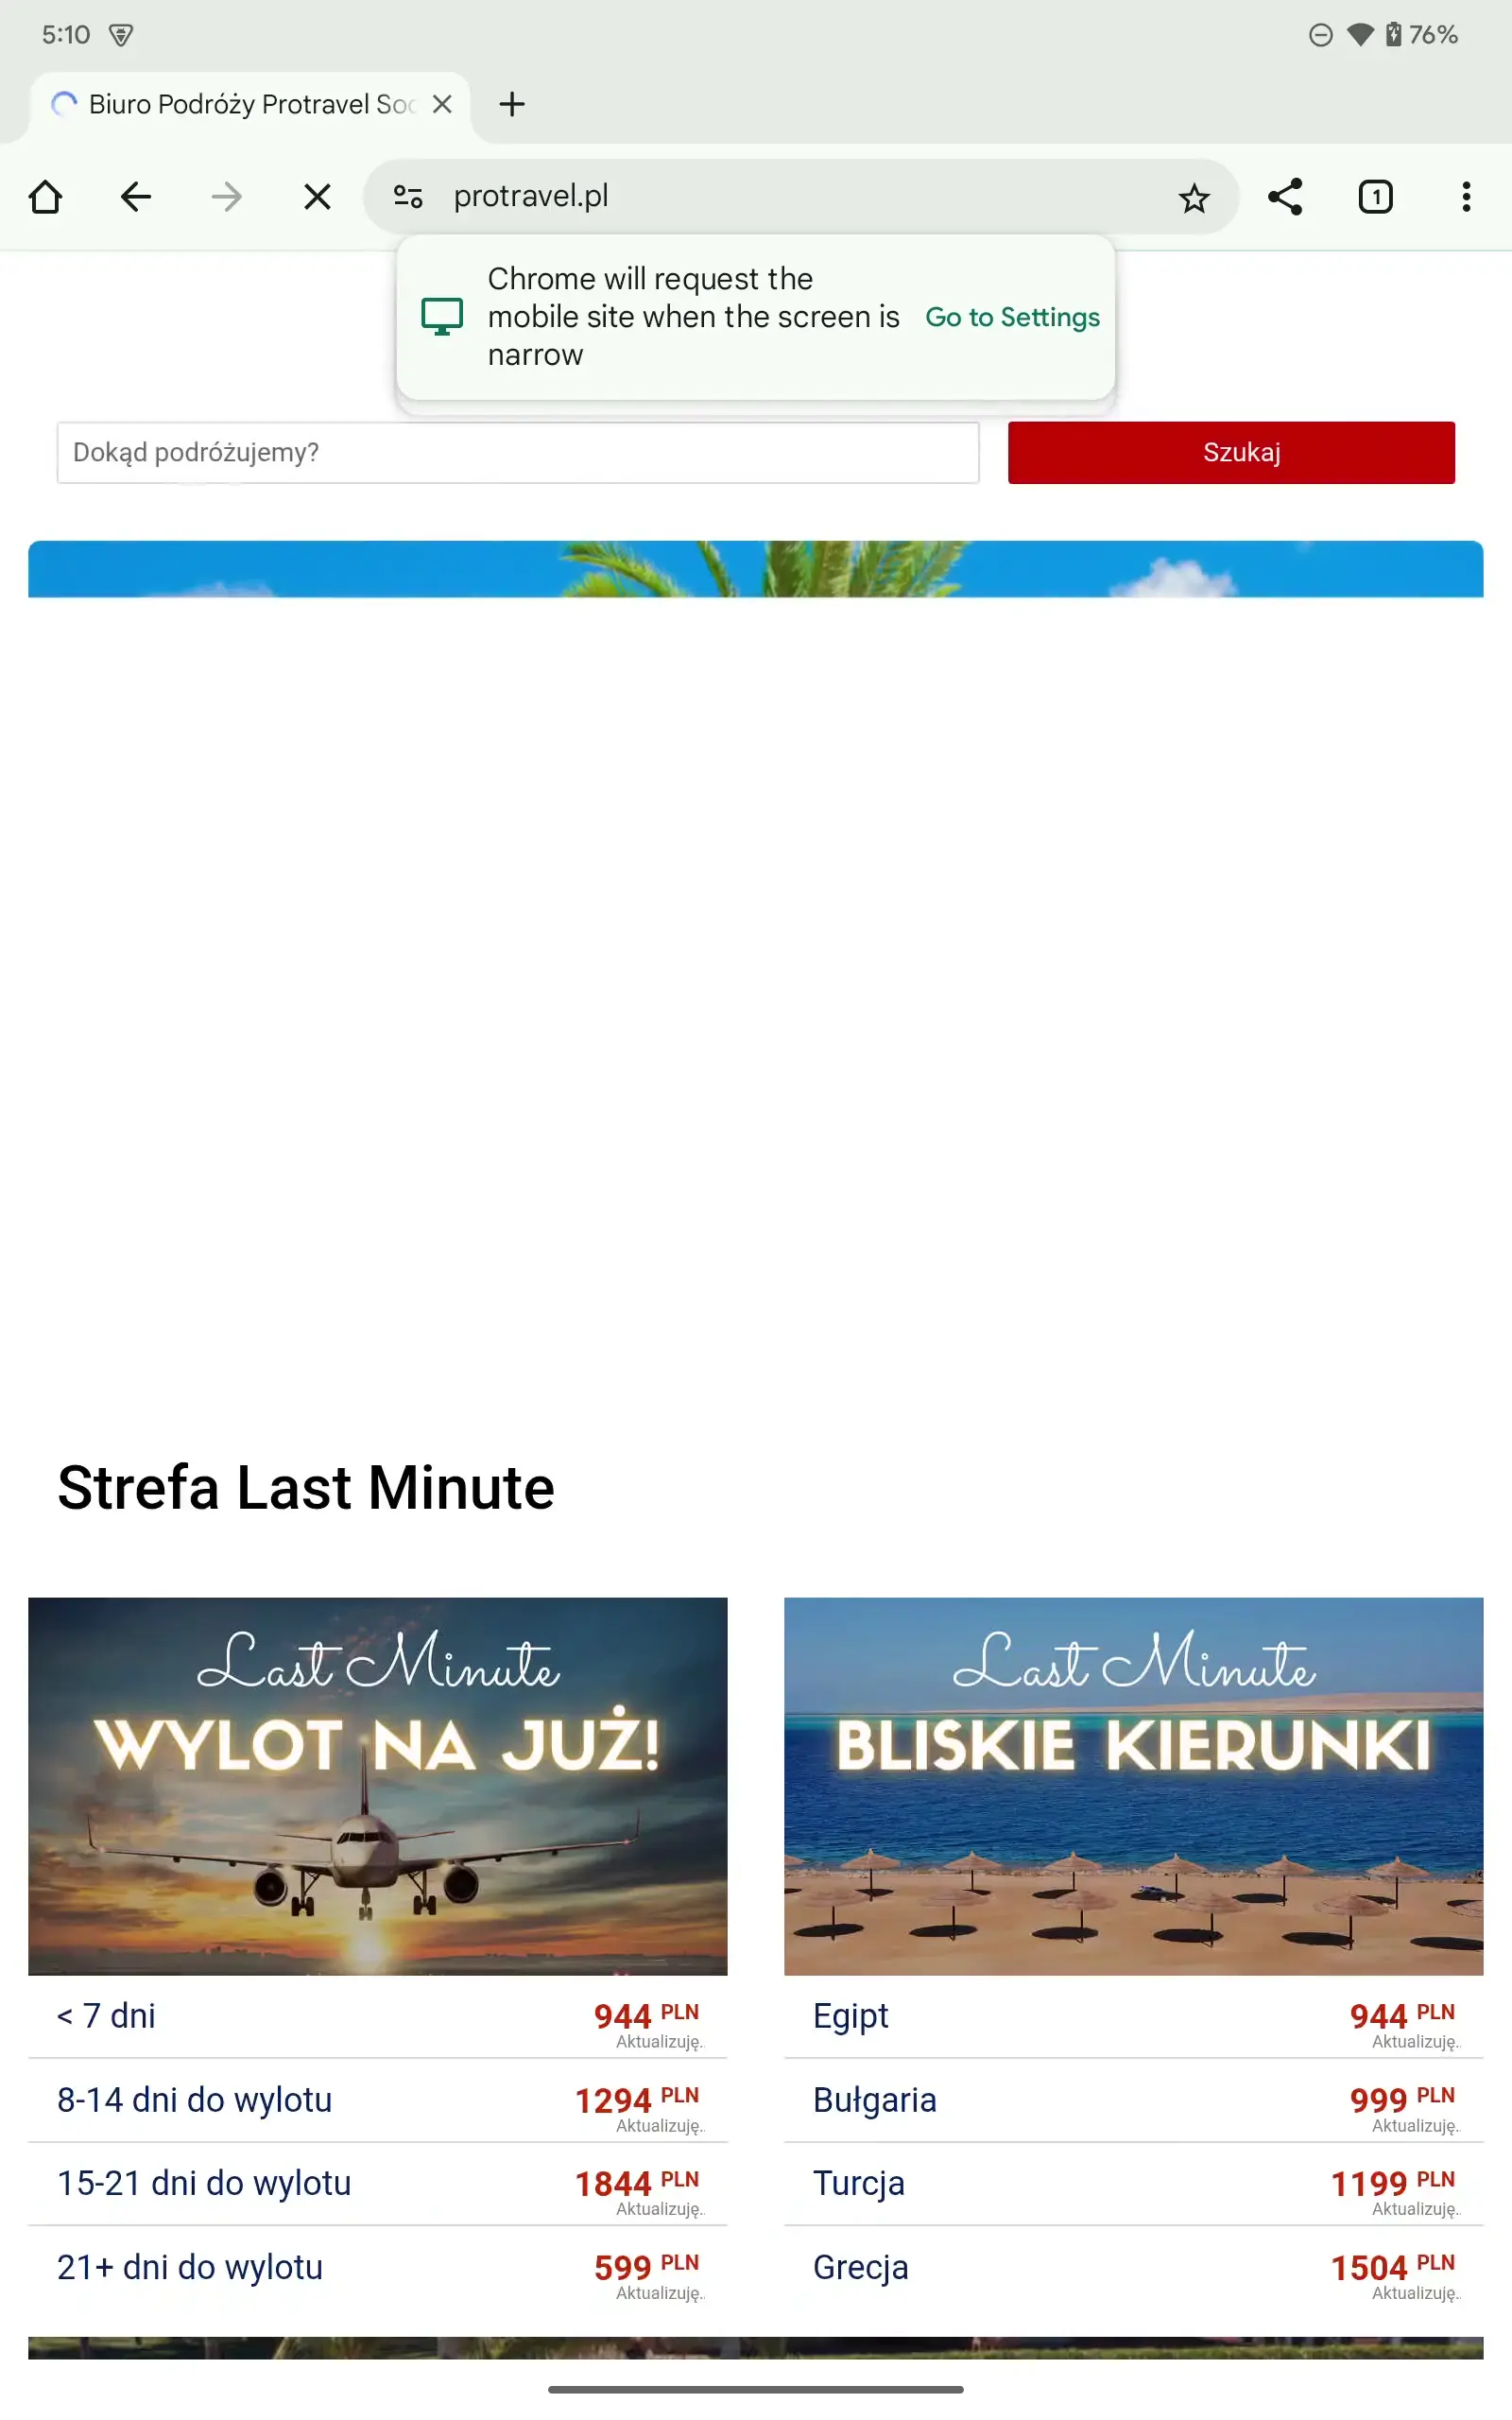 5:10
76%
Biuro Podróży Protravel Soc
protravel.pl
1
Chrome will request the
mobile site when the screen is
narrow
Go to Settings
Dokąd podróżujemy?
Szukaj
Strefa Last Minute
Last Minute
WYLOT NA JUŻ!
Last Minute
BLISKIE KIERUNKI
< 7 dni
944 PLN
Aktualizuję..
8-14 dni do wylotu
1294 PLN
Aktualizuję..
15-21 dni do wylotu
1844 PLN
Aktualizuję..
21+ dni do wylotu
599 PLN
Aktualizuję..
Egipt
944 PLN
Aktualizuję..
Bułgaria
999 PLN
Aktualizuję..
Turcja
1199 PLN
Aktualizuję..
Grecja
1504 PLN
Aktualizuję..